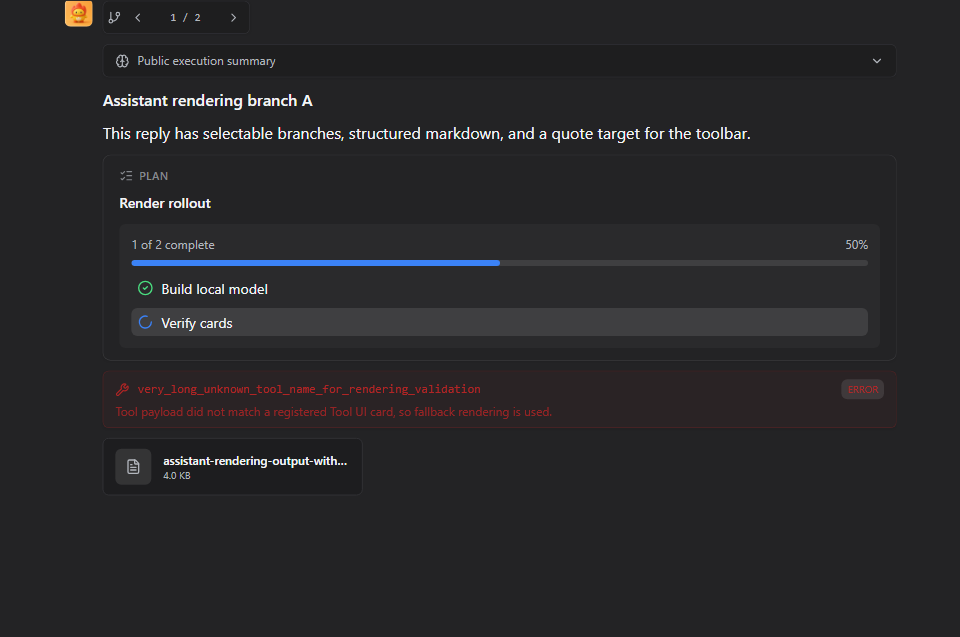 1 / 2
Public execution summary
Assistant rendering branch A
This reply has selectable branches, structured markdown, and a quote target for the toolbar.
PLAN
Render rollout
1 of 2 complete 50%
Build local model
Verify cards
very_long_unknown_tool_name_for_rendering_validation ERROR
Tool payload did not match a registered Tool UI card, so fallback rendering is used.
assistant-rendering-output-with...
4.0 KB